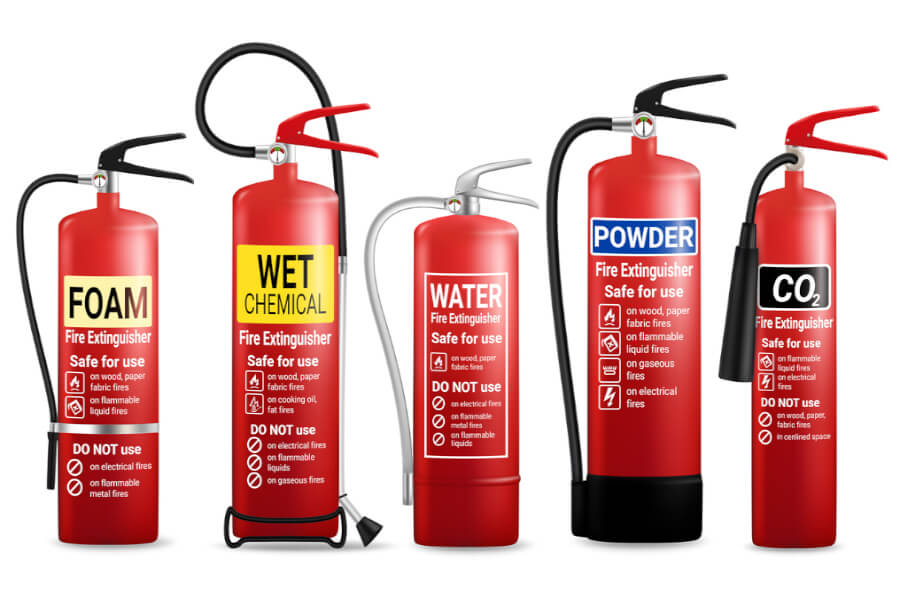 FOAM
Fire Extinguisher
Safe for use
on wood, paper
fabric fires
on flammable
liquid fires
DO NOT use
on electrical fires
on flammable
metal fires
WET
CHEMICAL
Fire Extinguisher
Safe for use
on wood, paper
fabric fires
on cooking oil,
fat fires
DO NOT use
on electrical fires
on flammable
liquids
on gaseous fires
WATER
Fire Extinguisher
Safe for use
on wood, paper
fabric fires
DO NOT use
on electrical fires
on flammable
metal fires
on flammable
liquids
POWDER
Fire Extinguisher
Safe for use
on wood, paper
fabric fires
on flammable
liquid fires
on gaseous
fires
on electrical
fires
CO2
Fire Extinguisher
Safe for use
on flammable
liquid fires
on electrical
fires
DO NOT use
on wood, paper,
fabric fires
in cenlined space